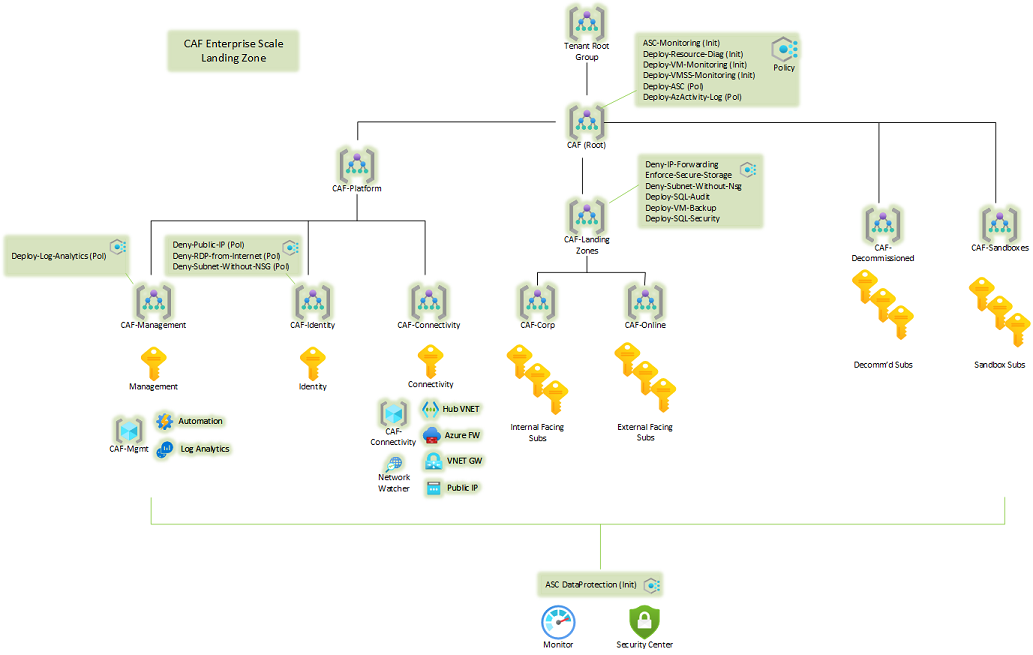 CAF Enterprise Scale
Landing Zone
Tenant Root
Group
ASC-Monitoring (Init)
Deploy-Resource-Diag (Init)
Deploy-VM-Monitoring (Init)
Deploy-VMSS-Monitoring (Init)
Deploy-ASC (Pol)
Deploy-AzActivity-Log (Pol)
Policy
CAF (Root)
CAF-Platform
Deny-IP-Forwarding
Enforce-Secure-Storage
Deny-Subnet-Without-Nsg
Deploy-SQL-Audit
Deploy-VM-Backup
Deploy-SQL-Security
CAF-Landing
Zones
CAF-
Decommissioned
CAF-Sandboxes
Deploy-Log-Analytics (Pol)
Deny-Public-IP (Pol)
Deny-RDP-from-Internet (Pol)
Deny-Subnet-Without-NSG (Pol)
CAF-Management
CAF-Identity
CAF-Connectivity
CAF-Corp
CAF-Online
Management
Identity
Connectivity
Internal Facing
Subs
External Facing
Subs
Decomm'd Subs
Sandbox Subs
CAF-Mgmt
Automation
Log Analytics
CAF-
Connectivity
Network
Watcher
Hub VNET
Azure FW
VNET GW
Public IP
ASC DataProtection (Init)
Monitor
Security Center